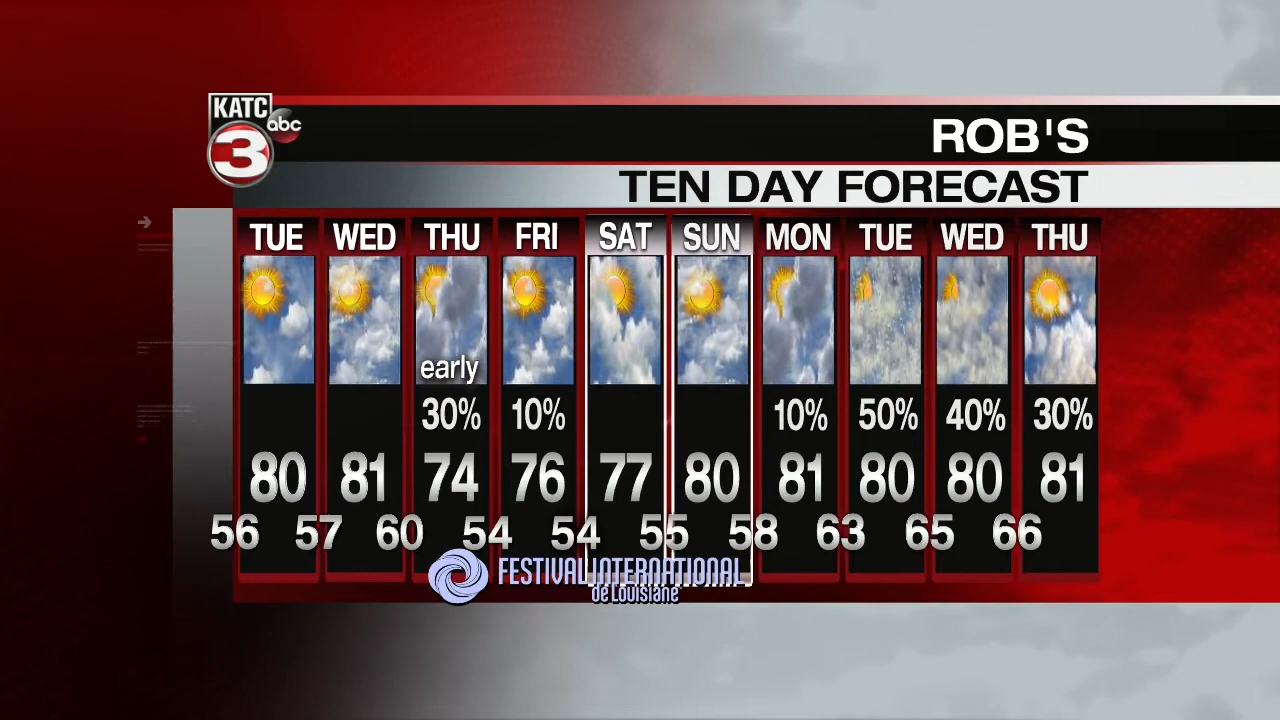 KATC
abc
3
ROB'S
TEN DAY FORECAST
TUE WED THU FRI SAT SUN MON TUE WED THU
early
30% 10% 10% 50% 40% 30%
80 81 74 76 77 80 81 80 80 81
56 57 60 54 54 55 58 63 65 66
FESTIVAL INTERNATIONAL
de Louisiane